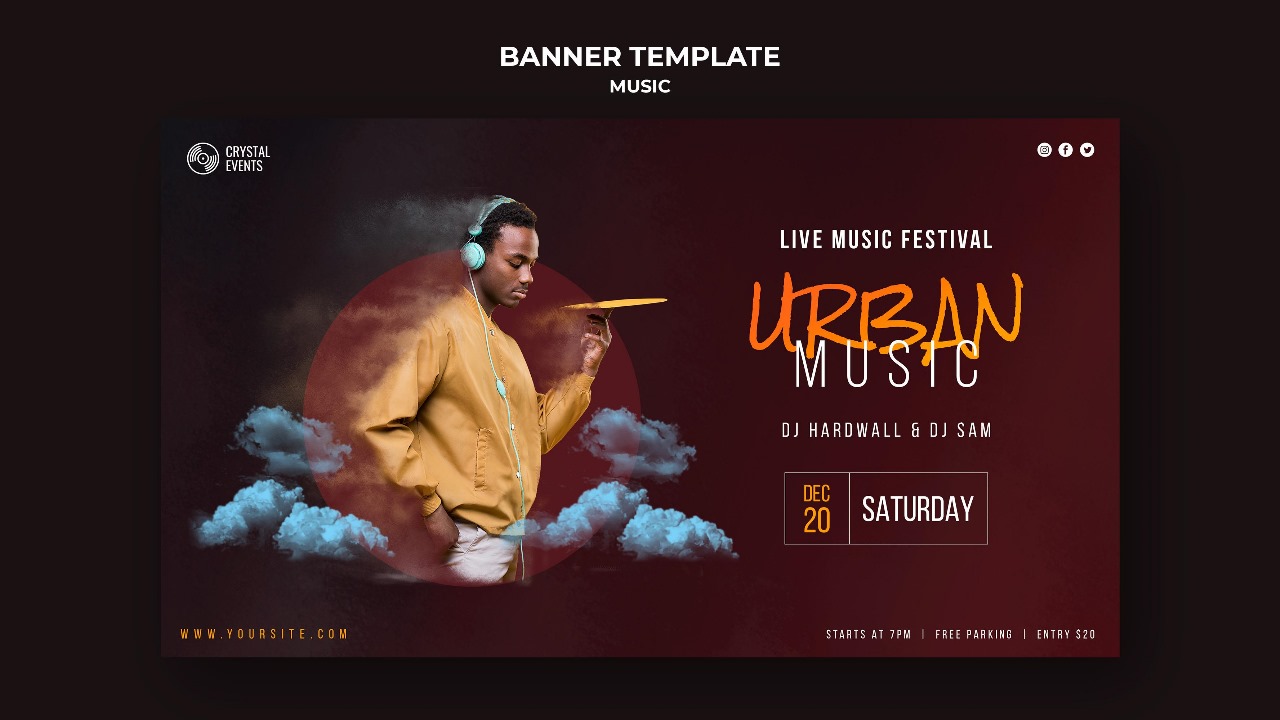 BANNER TEMPLATE
MUSIC
CRYSTAL
EVENTS
LIVE MUSIC FESTIVAL
URBAN
MUSIC
DJ HARDWALL & DJ SAM
DEC
20
SATURDAY
WWW.YOURSITE.COM
STARTS AT 7PM | FREE PARKING | ENTRY $20